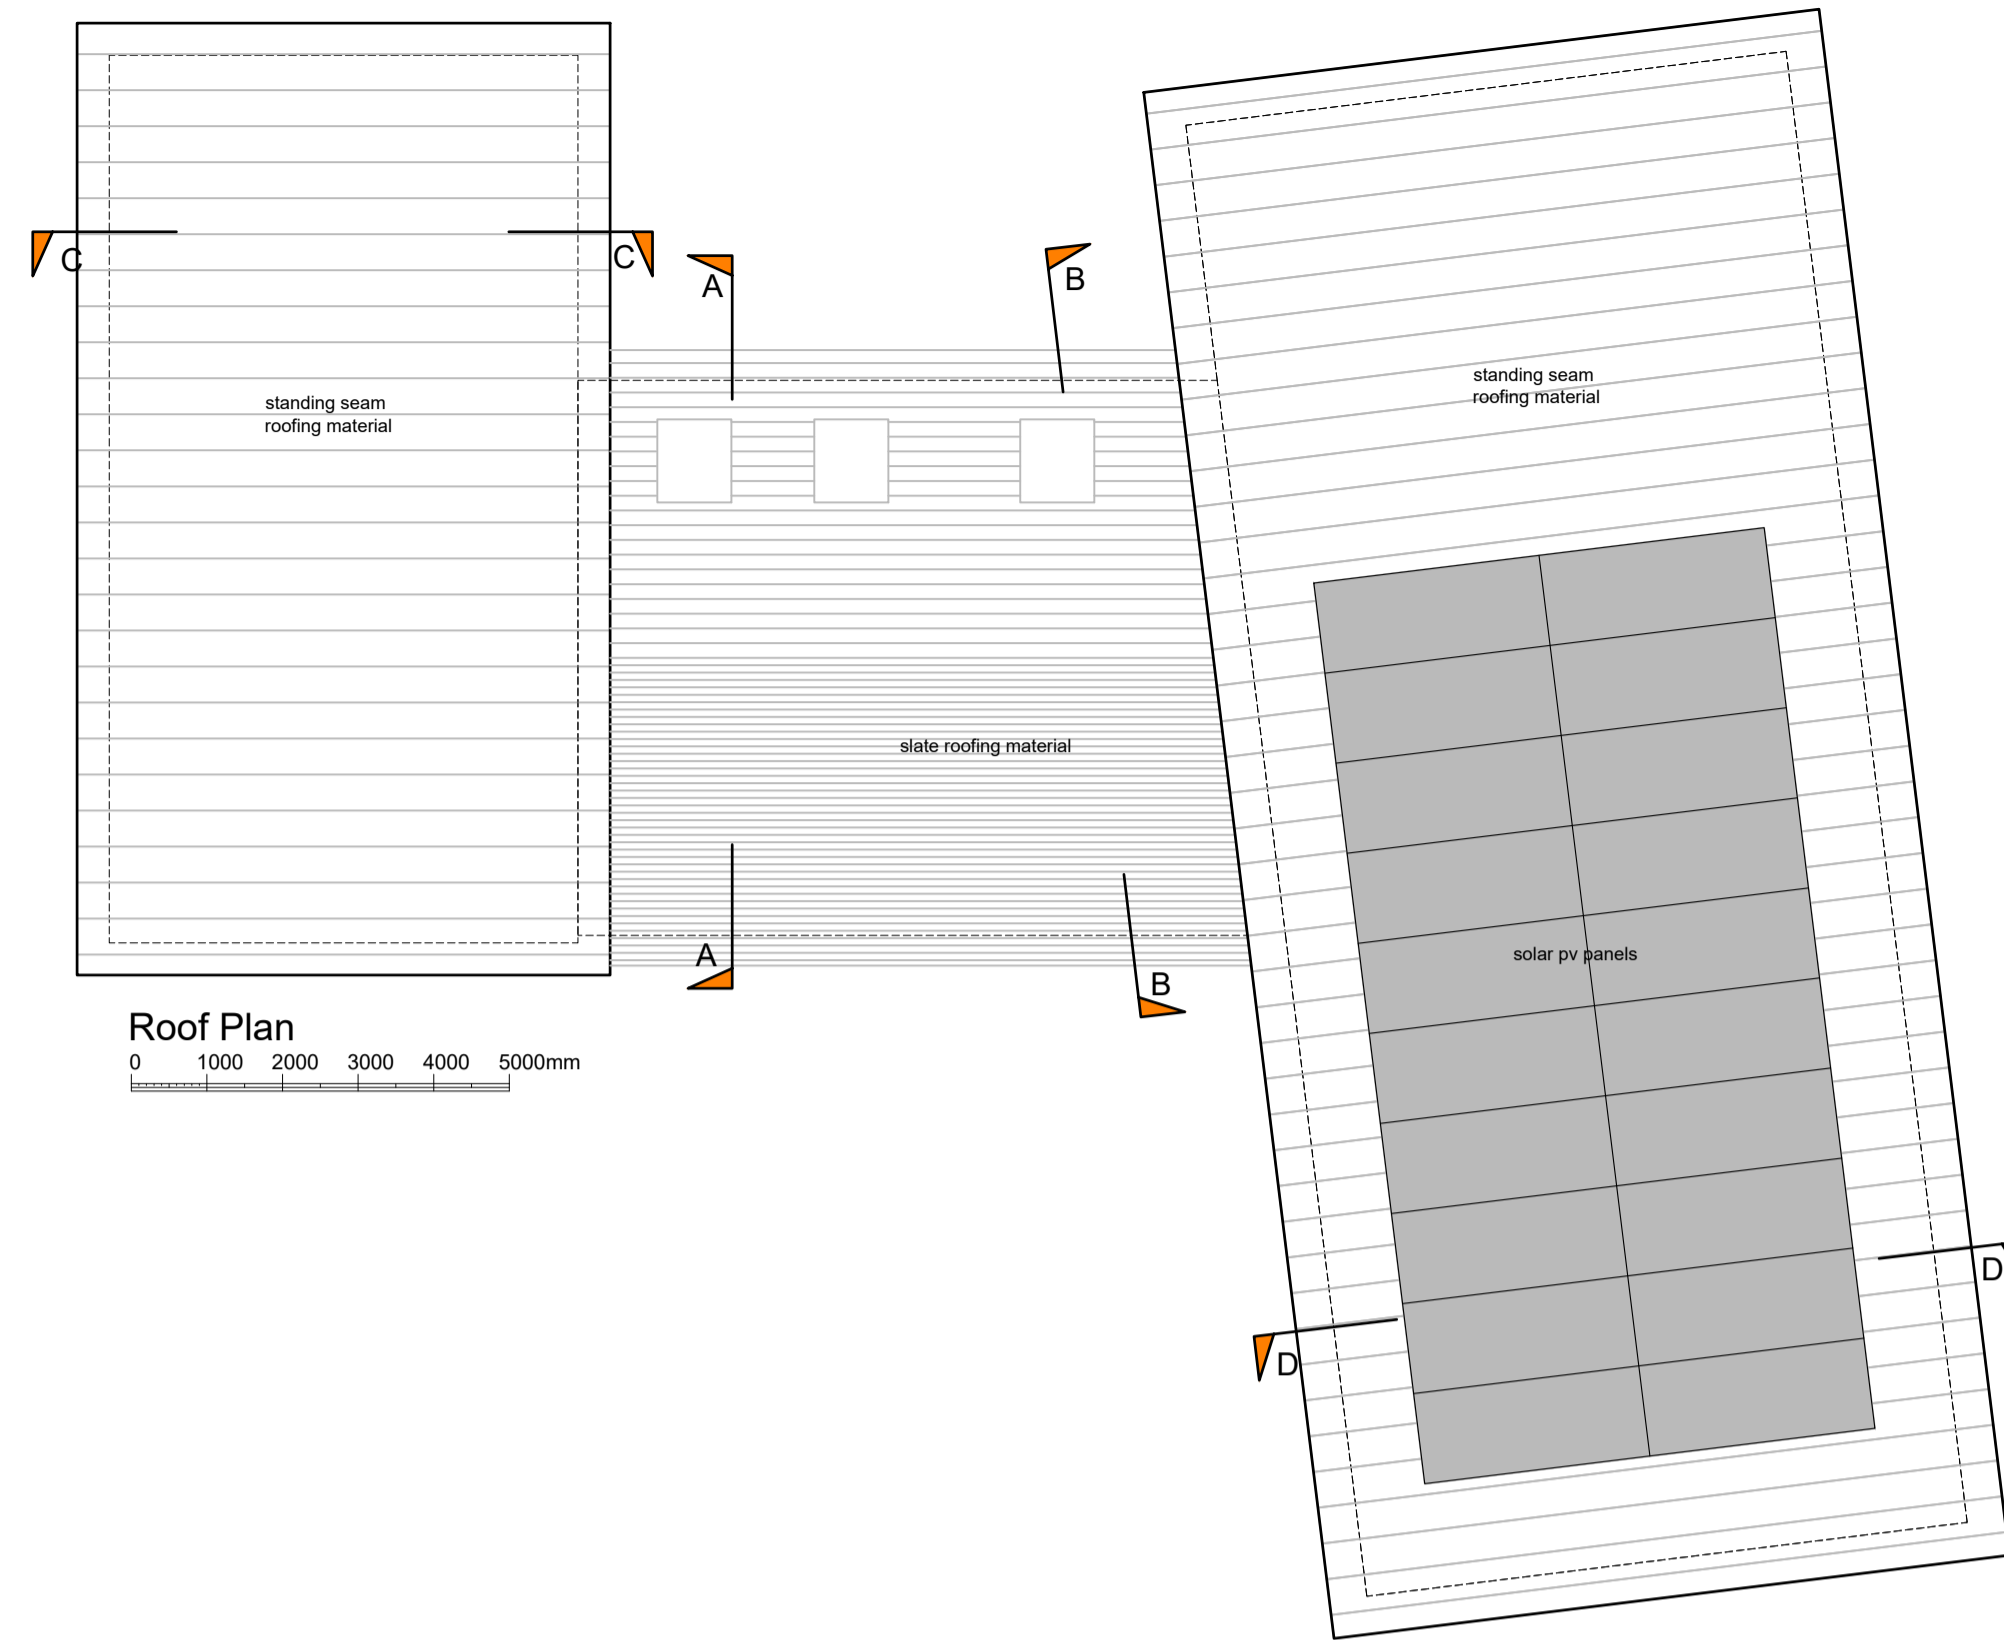 C
C
A
B
standing seam
roofing material
standing seam
roofing material
slate roofing material
A
B
solar pv panels
Roof Plan
0 1000 2000 3000 4000 5000mm
D
D